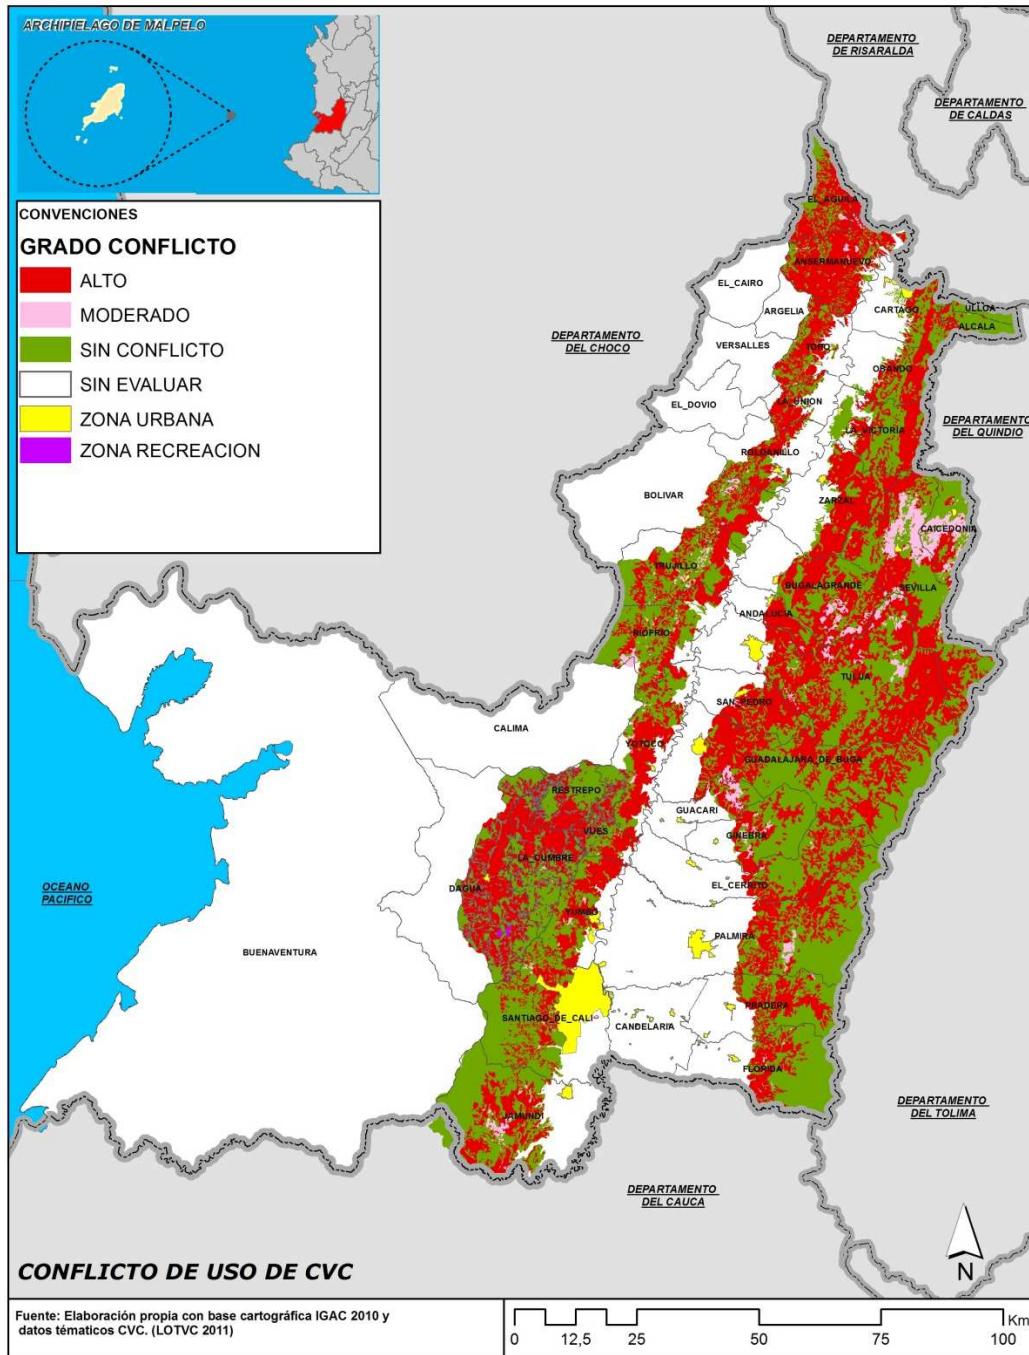 ARCHIPIELAGO DE MALPELO
CONVENCIONES
GRADO CONFLICTO
ALTO
MODERADO
SIN CONFLICTO
SIN EVALUAR
ZONA URBANA
ZONA RECREACION
DEPARTAMENTO
DE RISARALDA
DEPARTAMENTO
DE CALDAS
EL_AGUILA
ANSERMANUEVO
EL_CAIRO
ARGELIA
CARTAGO
ULLOA
ALCALA
DEPARTAMENTO
DEL CHOCO
VERSALLES
TORO
OBANDO
EL_DOVIO
LA_UNION
LA_VICTORIA
DEPARTAMENTO
DEL QUINDIO
ROLDANILLO
BOLIVAR
ZARZAL
CAICEDONIA
TRUJILLO
BUGALAGRANDE
SEVILLA
ANDALUCIA
RIOFRIO
TULUA
SAN_PEDRO
CALIMA
YOTOCO
GUADALAJARA_DE_BUGA
RESTREPO
GUACARI
VIJES
GINEBRA
LA_CUMBRE
DAGUA
EL_CERRITO
OCEANO
PACIFICO
YUMBO
PALMIRA
BUENAVENTURA
PRADERA
SANTIAGO_DE_CALI
CANDELARIA
FLORIDA
DEPARTAMENTO
DEL TOLIMA
JAMUNDI
DEPARTAMENTO
DEL CAUCA
N
CONFLICTO DE USO DE CVC
Fuente: Elaboración propia con base cartográfica IGAC 2010 y
datos témáticos CVC. (LOTVC 2011)
Km
0 12,5 25 50 75 100